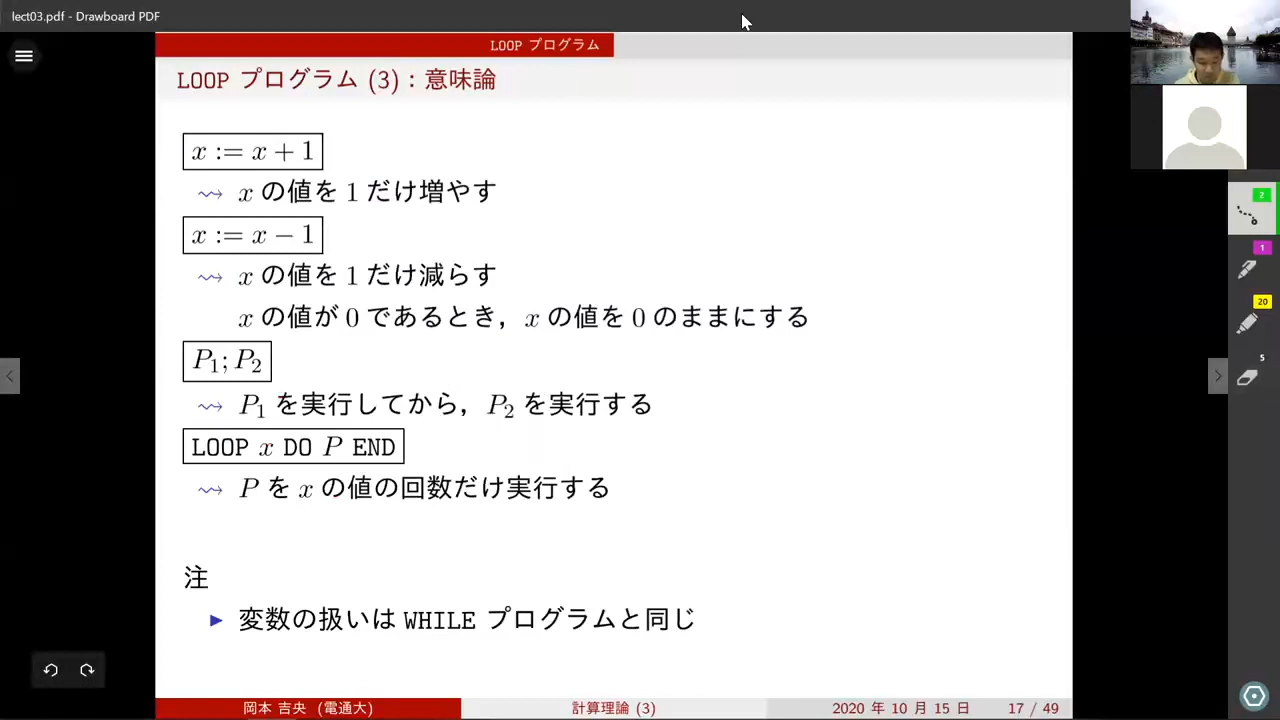 lect03.pdf - Drawboard PDF
LOOP プログラム
LOOP プログラム (3) : 意味論
x := x + 1
⇝ x の値を 1 だけ増やす
x := x − 1
⇝ x の値を 1 だけ減らす
x の値が 0 であるとき，x の値を 0 のままにする
P₁; P₂
⇝ P₁ を実行してから，P₂ を実行する
LOOP x DO P END
⇝ P を x の値の回数だけ実行する
注
▶ 変数の扱いは WHILE プログラムと同じ
岡本 吉央 (電通大)
計算理論 (3)
2020 年 10 月 15 日
17 / 49
2
1
20
5